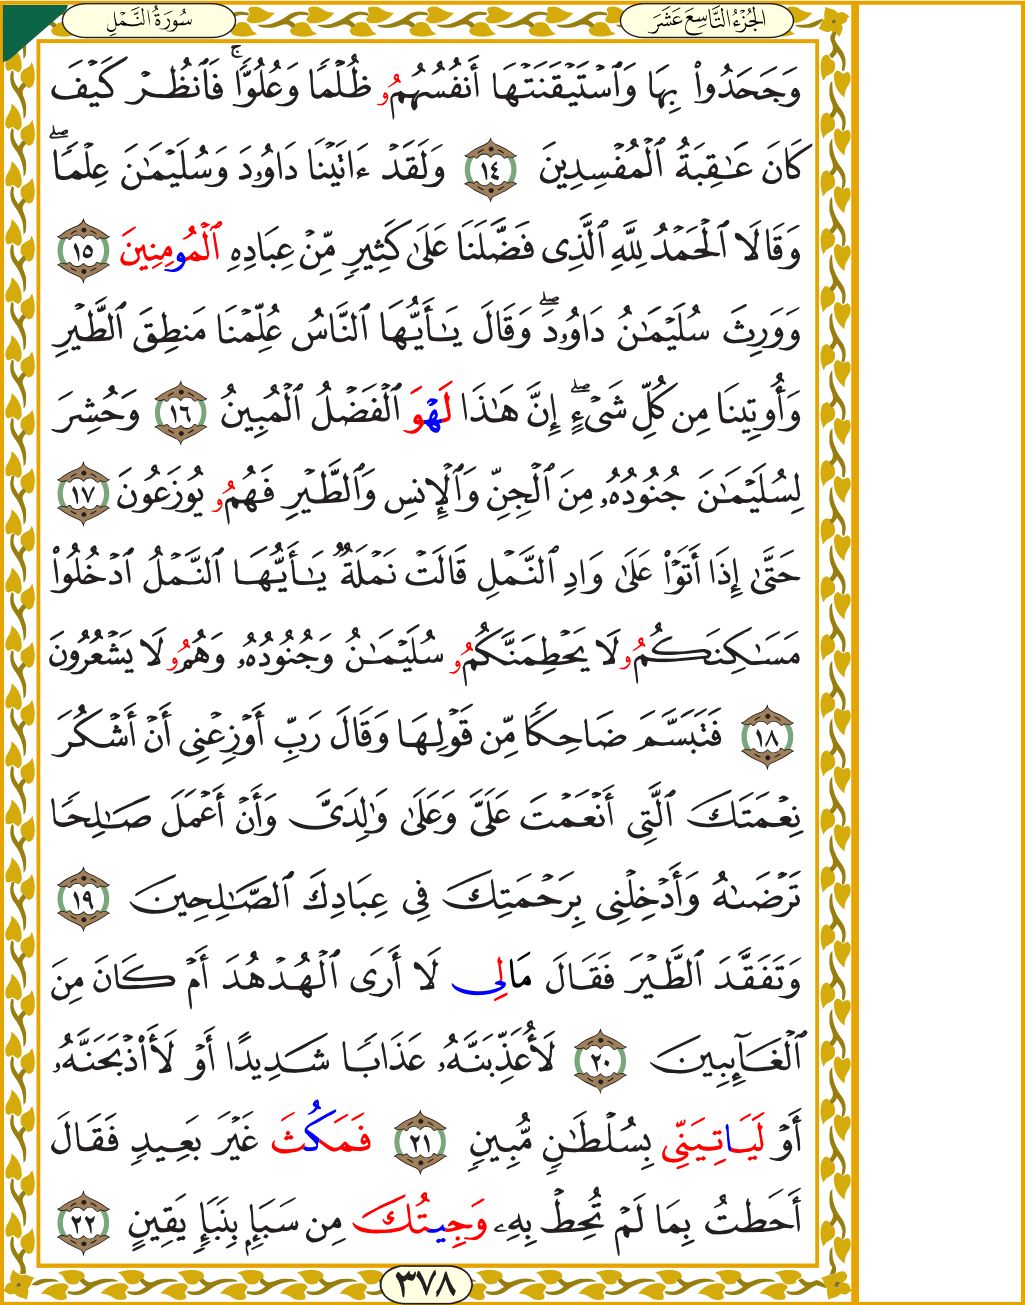 سُورَةُ النَّمْلِ
الجُزْءُ التَّاسِعَ عَشَرَ
وَجَحَدُواْ بِهَا وَٱسْتَيْقَنَتْهَا أَنفُسُهُمُۥ ظُلْمًا وَعُلُوًّاۚ فَٱنظُرْ كَيْفَ
كَانَ عَٰقِبَةُ ٱلْمُفْسِدِينَ ١٤ وَلَقَدْ ءَاتَيْنَا دَاوُۥدَ وَسُلَيْمَٰنَ عِلْمًاۖ
وَقَالَا ٱلْحَمْدُ لِلَّهِ ٱلَّذِى فَضَّلَنَا عَلَىٰ كَثِيرٍ مِّنْ عِبَادِهِ ٱلْمُومِنِينَ ١٥
وَوَرِثَ سُلَيْمَٰنُ دَاوُۥدَۖ وَقَالَ يَٰأَيُّهَا ٱلنَّاسُ عُلِّمْنَا مَنطِقَ ٱلطَّيْرِ
وَأُوتِينَا مِن كُلِّ شَىْءٍۖ إِنَّ هَٰذَا لَهْوَ ٱلْفَضْلُ ٱلْمُبِينُ ١٦ وَحُشِرَ
لِسُلَيْمَٰنَ جُنُودُهُۥ مِنَ ٱلْجِنِّ وَٱلْإِنسِ وَٱلطَّيْرِ فَهُمُۥ يُوزَعُونَ ١٧
حَتَّىٰ إِذَا أَتَوْاْ عَلَىٰ وَادِ ٱلنَّمْلِ قَالَتْ نَمْلَةٌ يَٰأَيُّهَا ٱلنَّمْلُ ٱدْخُلُواْ
مَسَٰكِنَكُمُۥ لَا يَحْطِمَنَّكُمُۥ سُلَيْمَٰنُ وَجُنُودُهُۥ وَهُمُۥ لَا يَشْعُرُونَ
١٨ فَتَبَسَّمَ ضَاحِكًا مِّن قَوْلِهَا وَقَالَ رَبِّ أَوْزِعْنِى أَنْ أَشْكُرَ
نِعْمَتَكَ ٱلَّتِى أَنْعَمْتَ عَلَىَّ وَعَلَىٰ وَٰلِدَىَّ وَأَنْ أَعْمَلَ صَٰلِحًا
تَرْضَىٰهُ وَأَدْخِلْنِى بِرَحْمَتِكَ فِى عِبَادِكَ ٱلصَّٰلِحِينَ ١٩
وَتَفَقَّدَ ٱلطَّيْرَ فَقَالَ مَالِى لَا أَرَى ٱلْهُدْهُدَ أَمْ كَانَ مِنَ
ٱلْغَآئِبِينَ ٢٠ لَأُعَذِّبَنَّهُۥ عَذَابًا شَدِيدًا أَوْ لَأَاْذْبَحَنَّهُۥ
أَوْ لَيَاتِيَنِّى بِسُلْطَٰنٍ مُّبِينٍ ٢١ فَمَكُثَ غَيْرَ بَعِيدٍ فَقَالَ
أَحَطتُ بِمَا لَمْ تُحِطْ بِهِۦ وَجِيتُكَ مِن سَبَإٍ بِنَبَإٍ يَقِينٍ ٢٢
٣٧٨